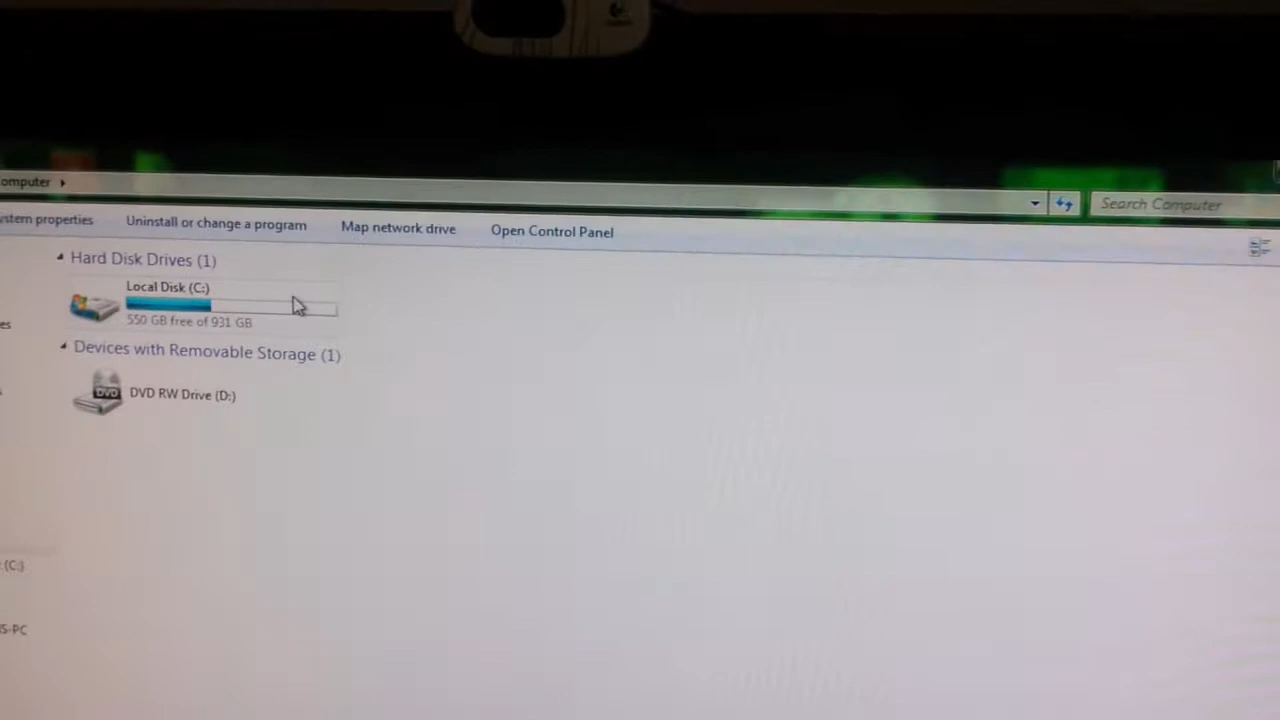 omputer
Search Computer
stem properties Uninstall or change a program Map network drive Open Control Panel
Hard Disk Drives (1)
Local Disk (C:)
550 GB free of 931 GB
es
Devices with Removable Storage (1)
DVD
DVD RW Drive (D:)
(C:)
S-PC